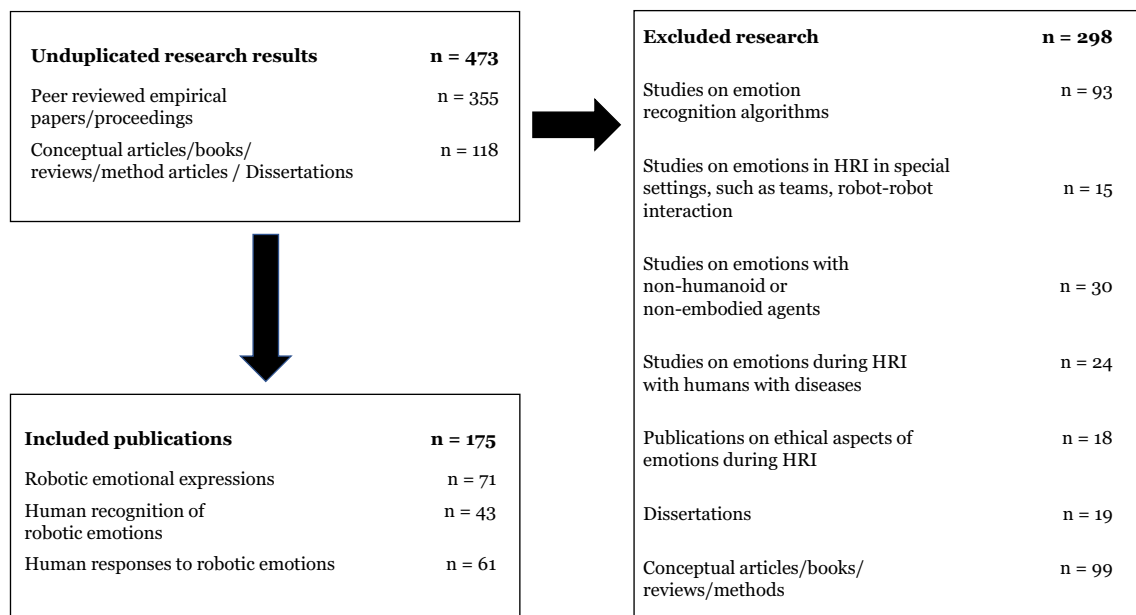 Unduplicated research results n = 473
Peer reviewed empirical
papers/proceedings
n = 355
Conceptual articles/books/
reviews/method articles / Dissertations
n = 118
Included publications n = 175
Robotic emotional expressions n = 71
Human recognition of
robotic emotions
n = 43
Human responses to robotic emotions n = 61
Excluded research n = 298
Studies on emotion
recognition algorithms
n = 93
Studies on emotions in HRI in special
settings, such as teams, robot-robot
interaction
n = 15
Studies on emotions with
non-humanoid or
non-embodied agents
n = 30
Studies on emotions during HRI
with humans with diseases
n = 24
Publications on ethical aspects of
emotions during HRI
n = 18
Dissertations n = 19
Conceptual articles/books/
reviews/methods
n = 99